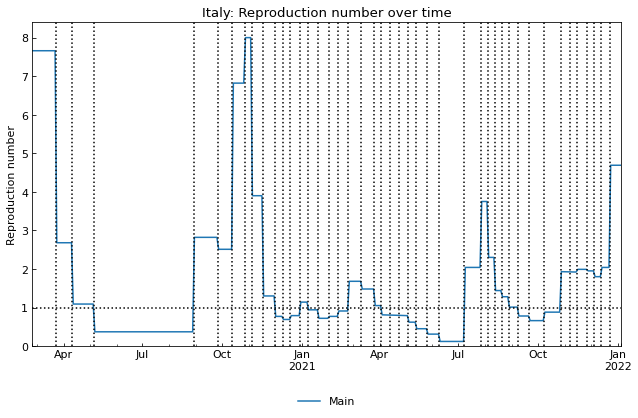 Italy: Reproduction number over time
Reproduction number
8
7
6
5
4
3
2
1
0
Apr
Jul
Oct
Jan
2021
Apr
Jul
Oct
Jan
2022
Main